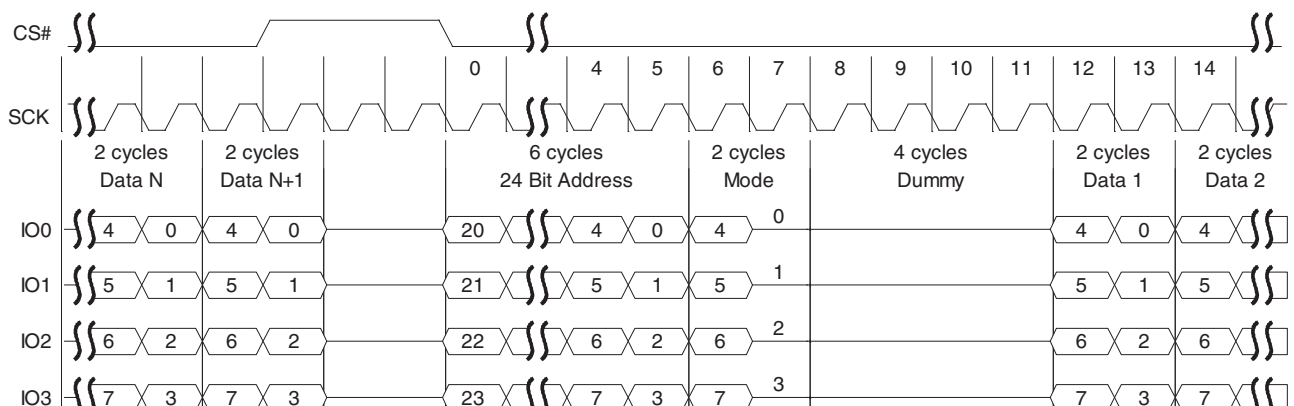 CS#
0 4 5 6 7 8 9 10 11 12 13 14
SCK
2 cycles 2 cycles 6 cycles 2 cycles 4 cycles 2 cycles 2 cycles
Data N Data N+1 24 Bit Address Mode Dummy Data 1 Data 2
IO0 4 0 4 0 20 4 0 4 0 4 0 4
IO1 5 1 5 1 21 5 1 5 1 5 1 5
IO2 6 2 6 2 22 6 2 6 2 6 2 6
IO3 7 3 7 3 23 7 3 7 3 7 3 7